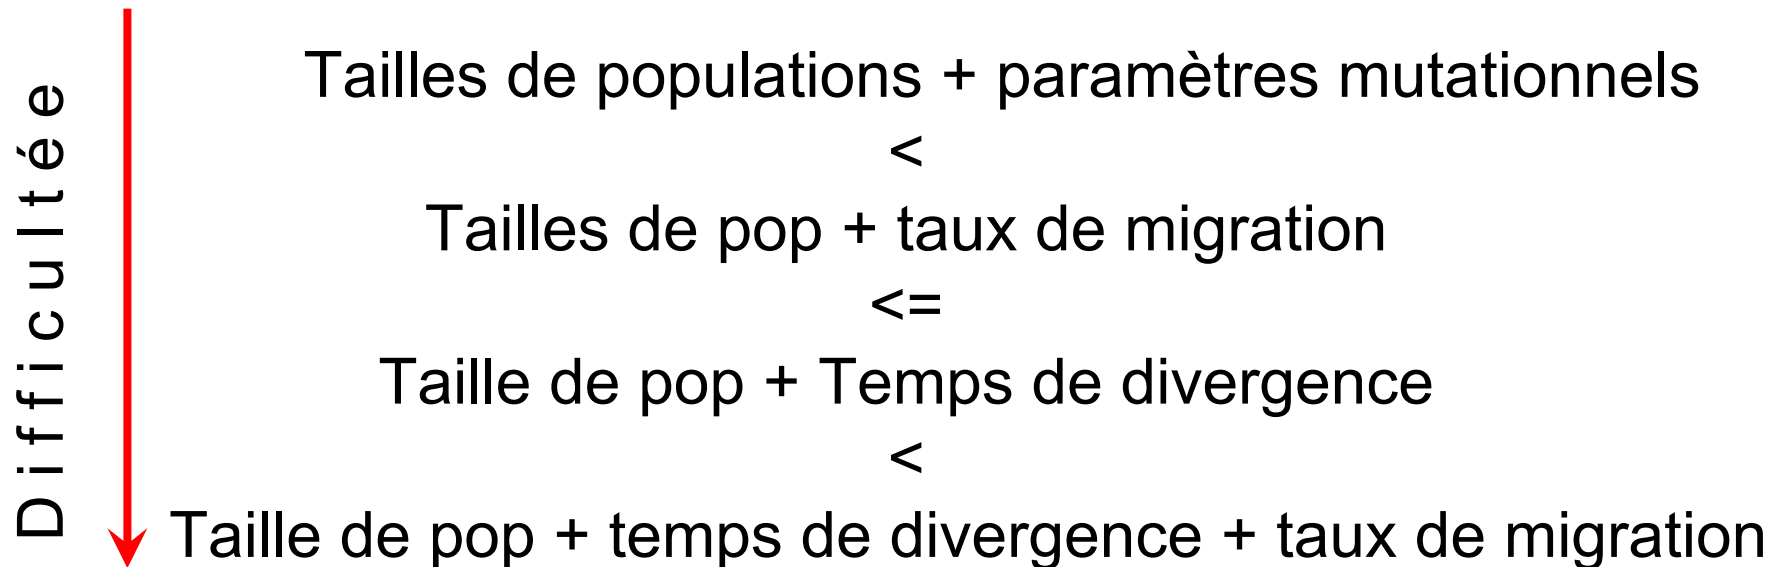 D i f f i c u l t é e
Tailles de populations + paramètres mutationnels
<
Tailles de pop + taux de migration
<=
Taille de pop + Temps de divergence
<
Taille de pop + temps de divergence + taux de migration